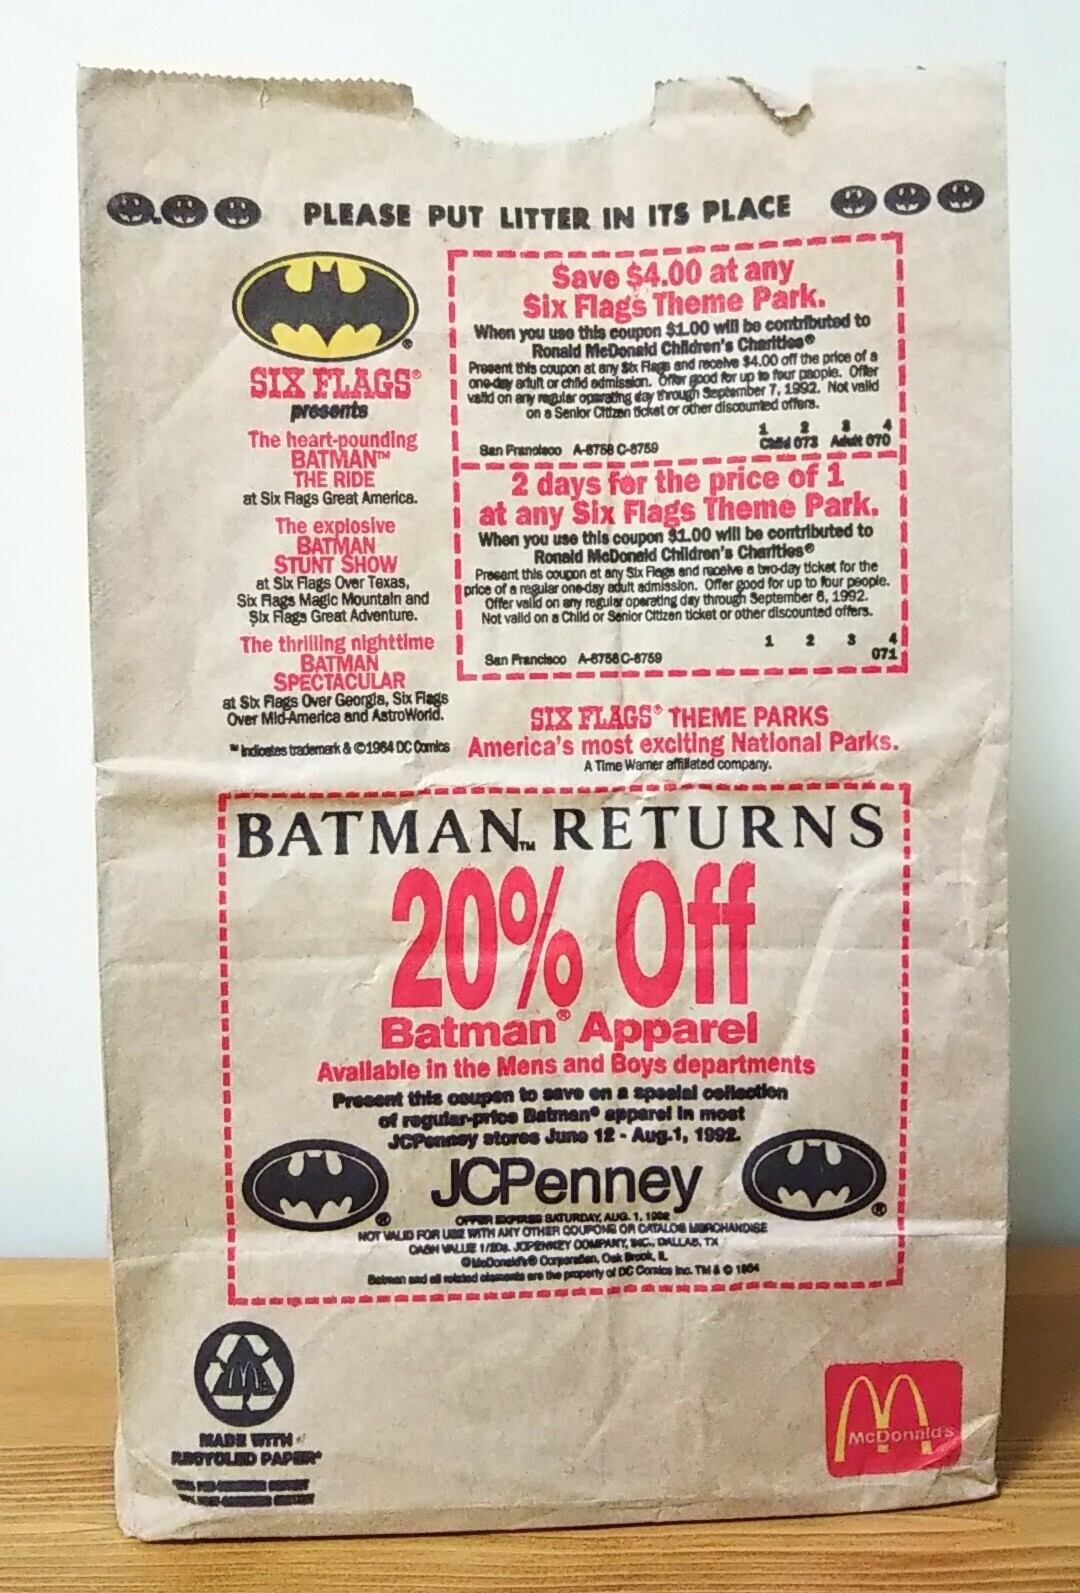 PLEASE PUT LITTER IN ITS PLACE
SIX FLAGS®
presents
The heart-pounding
BATMAN™
THE RIDE
at Six Flags Great America.
The explosive
BATMAN
STUNT SHOW
at Six Flags Over Texas,
Six Flags Magic Mountain and
Six Flags Great Adventure.
The thrilling nighttime
BATMAN
SPECTACULAR
at Six Flags Over Georgia, Six Flags
Over Mid-America and AstroWorld.
™ Indicates trademark & ©1964 DC Comics
Save $4.00 at any
Six Flags Theme Park.
When you use this coupon $1.00 will be contributed to
Ronald McDonald Children's Charities®
Present this coupon at any Six Flags and receive $4.00 off the price of a
one-day adult or child admission. Offer good for up to four people. Offer
valid on any regular operating day through September 7, 1992. Not valid
on a Senior Citizen ticket or other discounted offers.
1 2 3 4
San Francisco A-8758 C-8759 Child 073 Adult 070
2 days for the price of 1
at any Six Flags Theme Park.
When you use this coupon $1.00 will be contributed to
Ronald McDonald Children's Charities®
Present this coupon at any Six Flags and receive a two-day ticket for the
price of a regular one-day adult admission. Offer good for up to four people.
Offer valid on any regular operating day through September 6, 1992.
Not valid on a Child or Senior Citizen ticket or other discounted offers.
1 2 3 4
San Francisco A-8758 C-8759 071
SIX FLAGS® THEME PARKS
America's most exciting National Parks.
A Time Warner affiliated company.
BATMAN™ RETURNS
20% Off
Batman® Apparel
Available in the Mens and Boys departments
Present this coupon to save on a special collection
of regular-price Batman® apparel in most
JCPenney stores June 12 - Aug.1, 1992.
JCPenney
OFFER EXPIRES SATURDAY, AUG. 1, 1992
NOT VALID FOR USE WITH ANY OTHER COUPONS OR CATALOG MERCHANDISE
CASH VALUE 1/20¢. JCPENNEY COMPANY, INC., DALLAS, TX
©McDonald's® Corporation, Oak Brook, IL
Batman and all related elements are the property of DC Comics Inc. TM & © 1964
MADE WITH
RECYCLED PAPER*
McDonald's